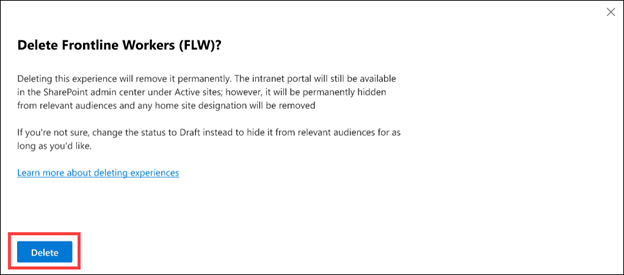 Delete Frontline Workers (FLW)?
Deleting this experience will remove it permanently. The intranet portal will still be available
in the SharePoint admin center under Active sites; however, it will be permanently hidden
from relevant audiences and any home site designation will be removed
If you're not sure, change the status to Draft instead to hide it from relevant audiences for as
long as you'd like.
Learn more about deleting experiences
Delete